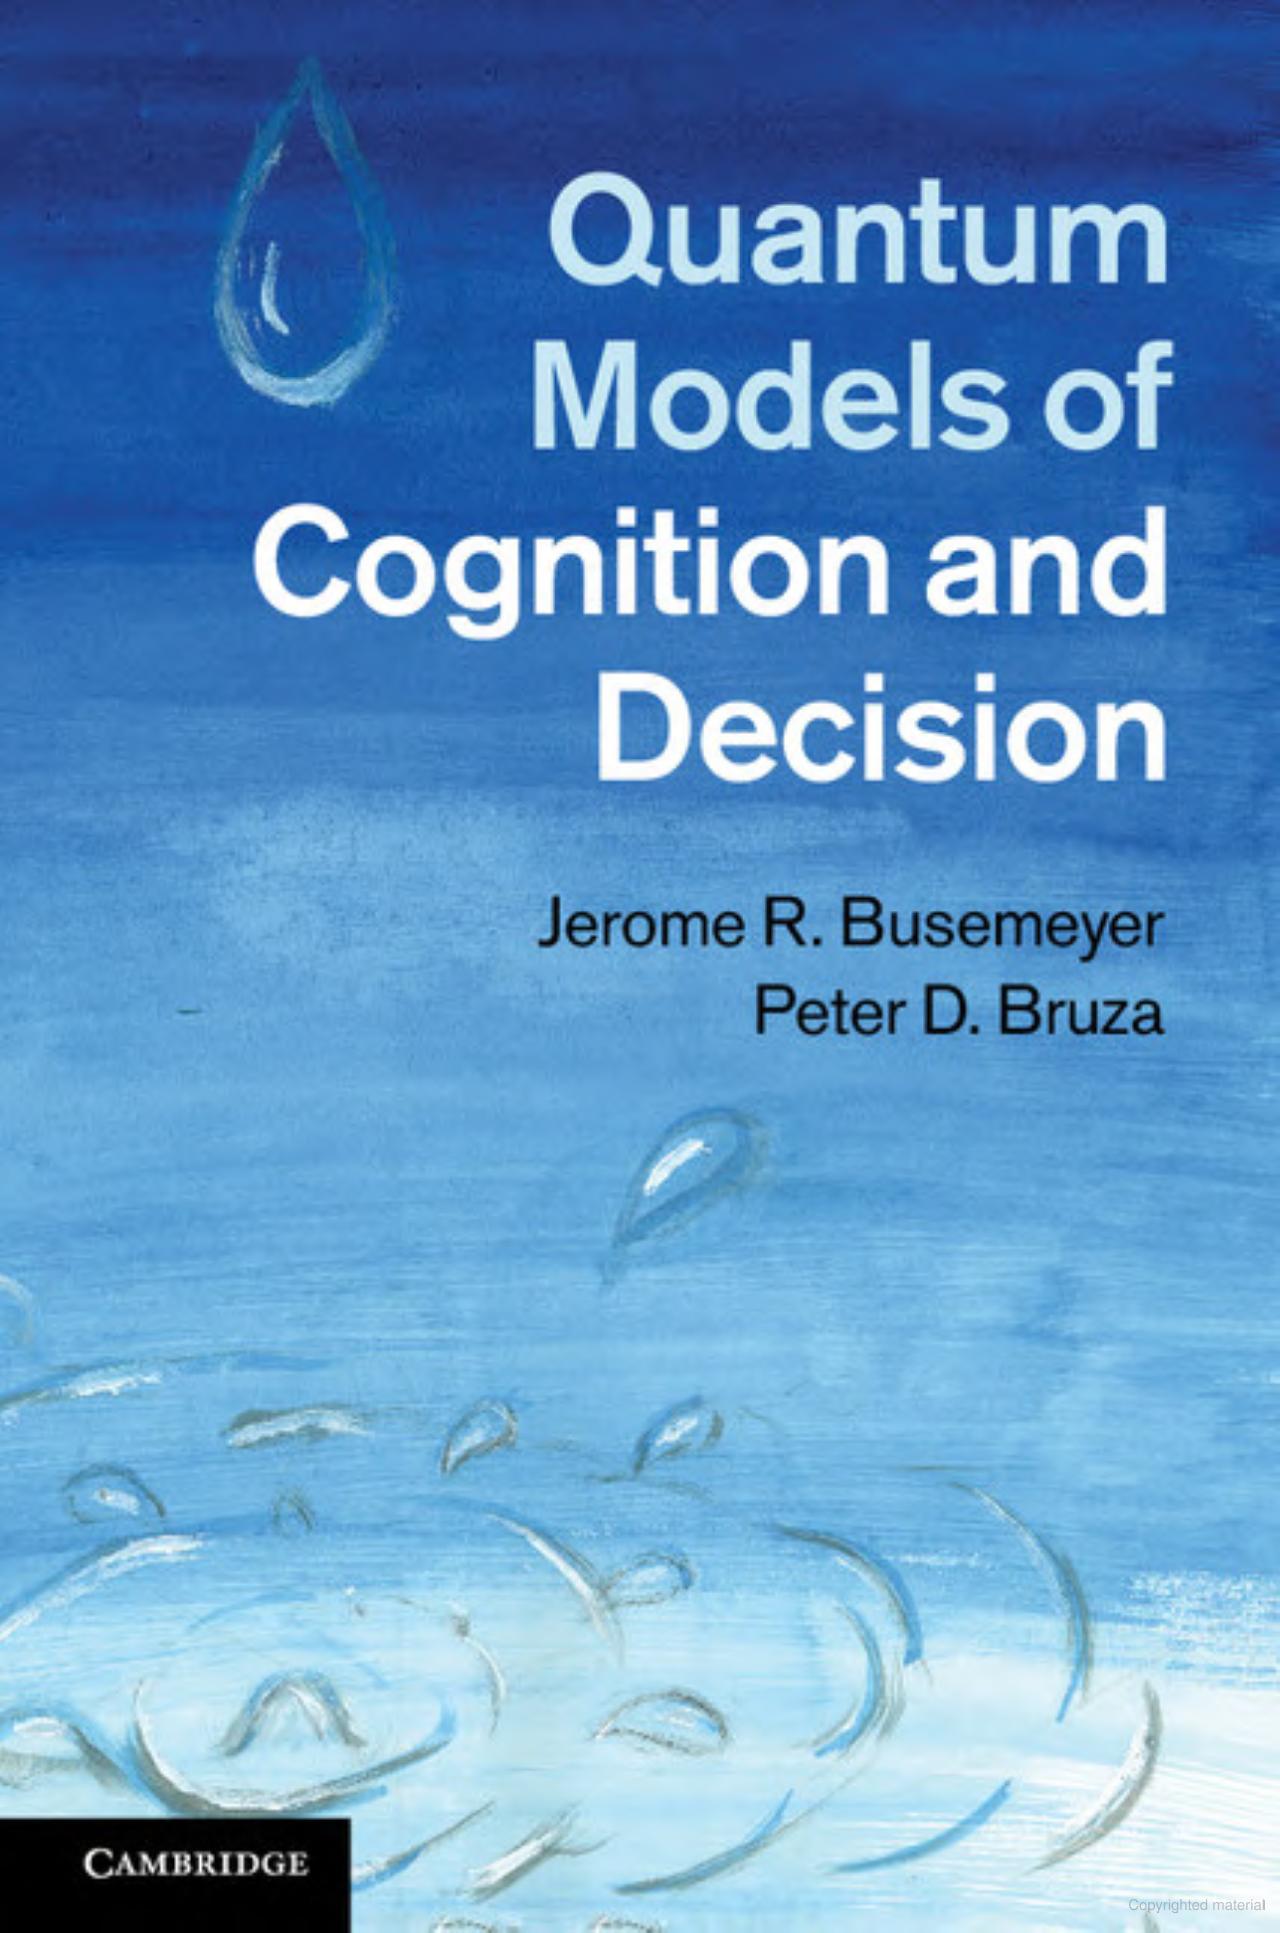 Quantum
Models of
Cognition and
Decision
Jerome R. Busemeyer
Peter D. Bruza
CAMBRIDGE
Copyrighted material